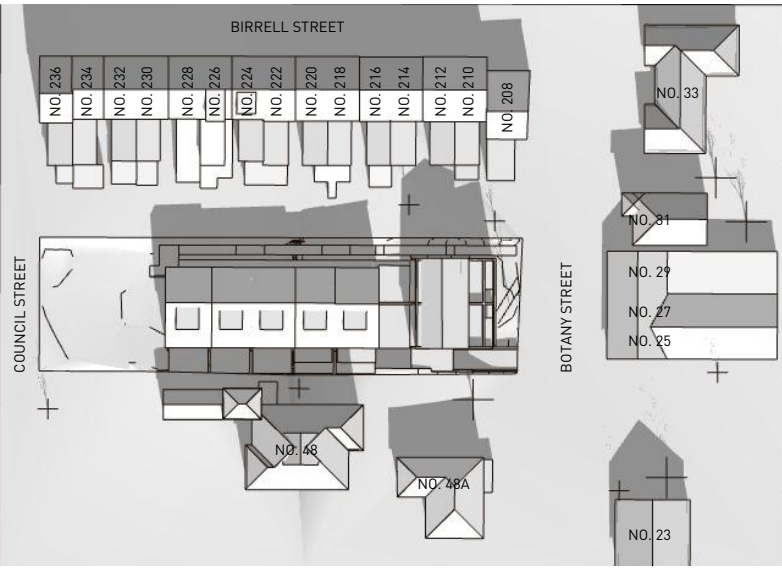 BIRRELL STREET
NO. 236
NO. 234
NO. 232
NO. 230
NO. 228
NO. 226
NO. 224
NO. 222
NO. 220
NO. 218
NO. 216
NO. 214
NO. 212
NO. 210
NO. 208
NO. 33
NO. 31
NO. 29
NO. 27
NO. 25
COUNCIL STREET
BOTANY STREET
NO. 48
NO. 48A
NO. 23